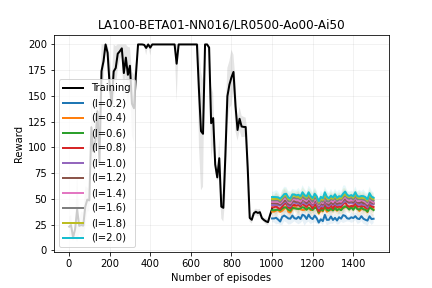 LA100-BETA01-NN016/LR0500-Ao00-Ai50
Reward
200
175
150
125
100
75
50
25
0
Training
(l=0.2)
(l=0.4)
(l=0.6)
(l=0.8)
(l=1.0)
(l=1.2)
(l=1.4)
(l=1.6)
(l=1.8)
(l=2.0)
0 200 400 600 800 1000 1200 1400
Number of episodes